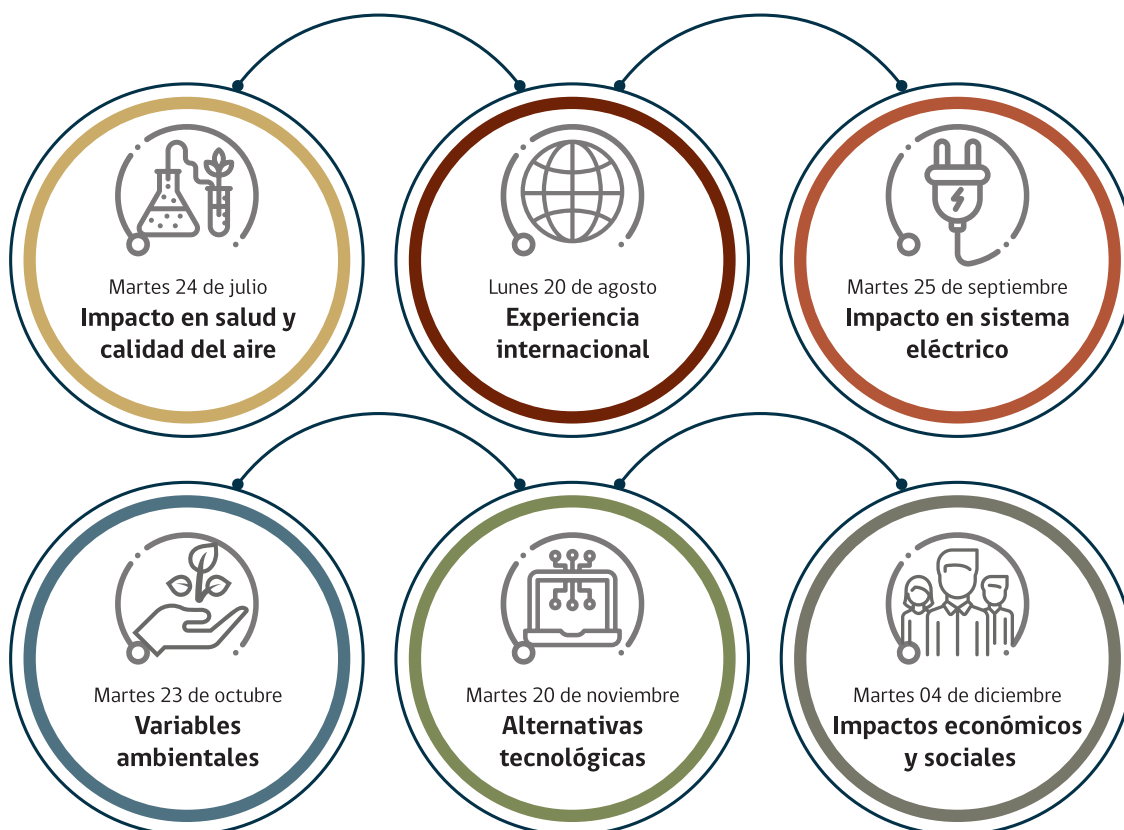 Martes 24 de julio
Impacto en salud y
calidad del aire
Lunes 20 de agosto
Experiencia
internacional
Martes 25 de septiembre
Impacto en sistema
eléctrico
Martes 23 de octubre
Variables
ambientales
Martes 20 de noviembre
Alternativas
tecnológicas
Martes 04 de diciembre
Impactos económicos
y sociales